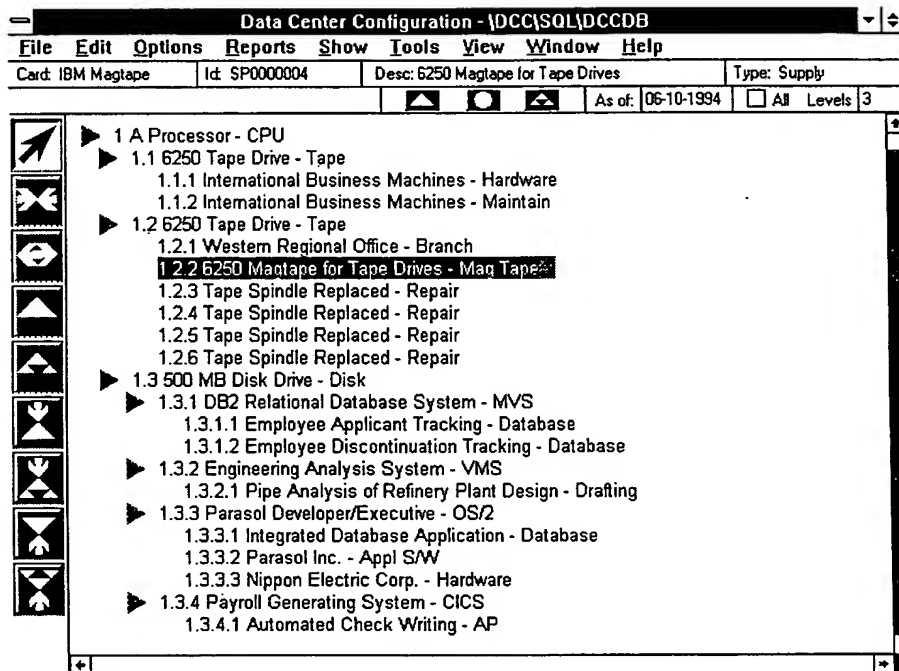 Data Center Configuration - \DCC\SQL\DCCDB
File Edit Options Reports Show Tools View Window Help
Card: IBM Magtape Id: SP0000004 Desc: 6250 Magtape for Tape Drives Type: Supply
As of: 06-10-1994 All Levels 3
1 A Processor - CPU
1.1 6250 Tape Drive - Tape
1.1.1 International Business Machines - Hardware
1.1.2 International Business Machines - Maintain
1.2 6250 Tape Drive - Tape
1.2.1 Western Regional Office - Branch
1.2.2 6250 Magtape for Tape Drives - Mag Tape
1.2.3 Tape Spindle Replaced - Repair
1.2.4 Tape Spindle Replaced - Repair
1.2.5 Tape Spindle Replaced - Repair
1.2.6 Tape Spindle Replaced - Repair
1.3 500 MB Disk Drive - Disk
1.3.1 DB2 Relational Database System - MVS
1.3.1.1 Employee Applicant Tracking - Database
1.3.1.2 Employee Discontinuation Tracking - Database
1.3.2 Engineering Analysis System - VMS
1.3.2.1 Pipe Analysis of Refinery Plant Design - Drafting
1.3.3 Parasol Developer/Executive - OS/2
1.3.3.1 Integrated Database Application - Database
1.3.3.2 Parasol Inc. - Appl S/W
1.3.3.3 Nippon Electric Corp. - Hardware
1.3.4 Payroll Generating System - CICS
1.3.4.1 Automated Check Writing - AP